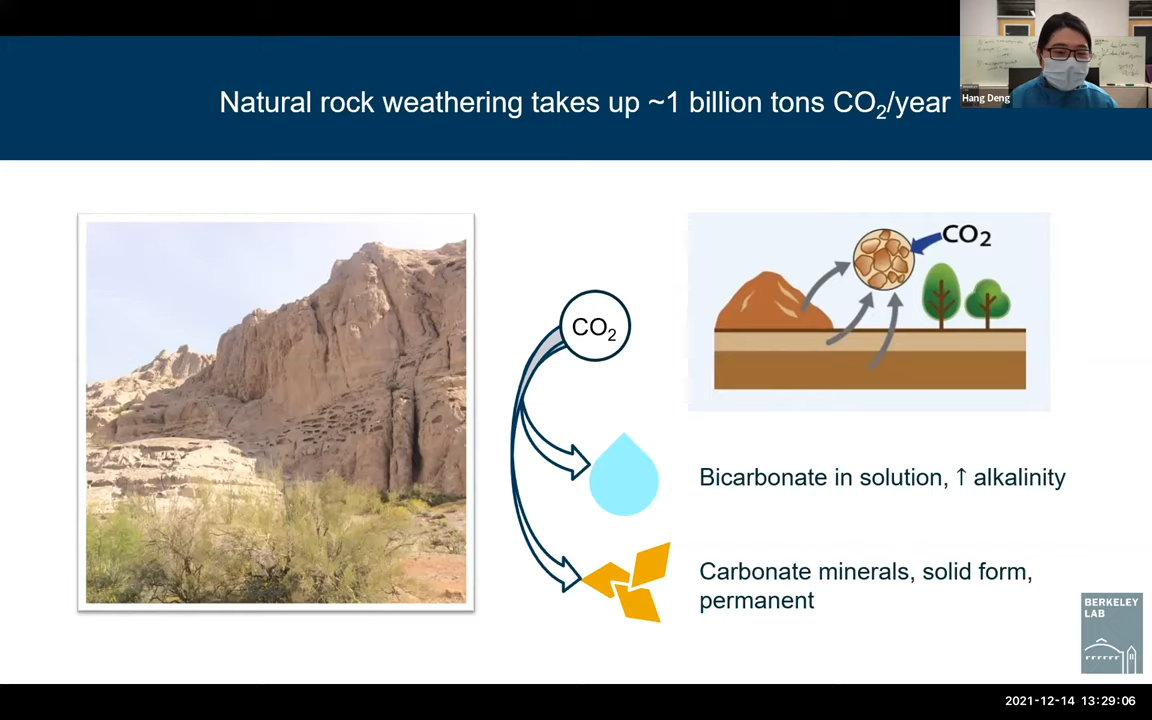 Natural rock weathering takes up ~1 billion tons CO₂/year
Hang Deng
CO₂
CO₂
Bicarbonate in solution, ↑ alkalinity
Carbonate minerals, solid form,
permanent
BERKELEY
LAB
2021-12-14 13:29:06